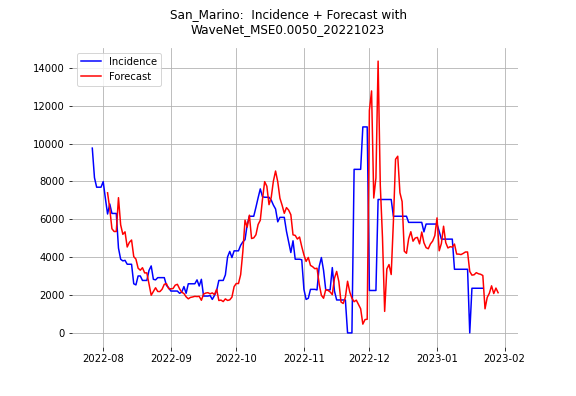 San_Marino:  Incidence + Forecast with
WaveNet_MSE0.0050_20221023
Incidence
Forecast
14000
12000
10000
8000
6000
4000
2000
0
2022-08 2022-09 2022-10 2022-11 2022-12 2023-01 2023-02